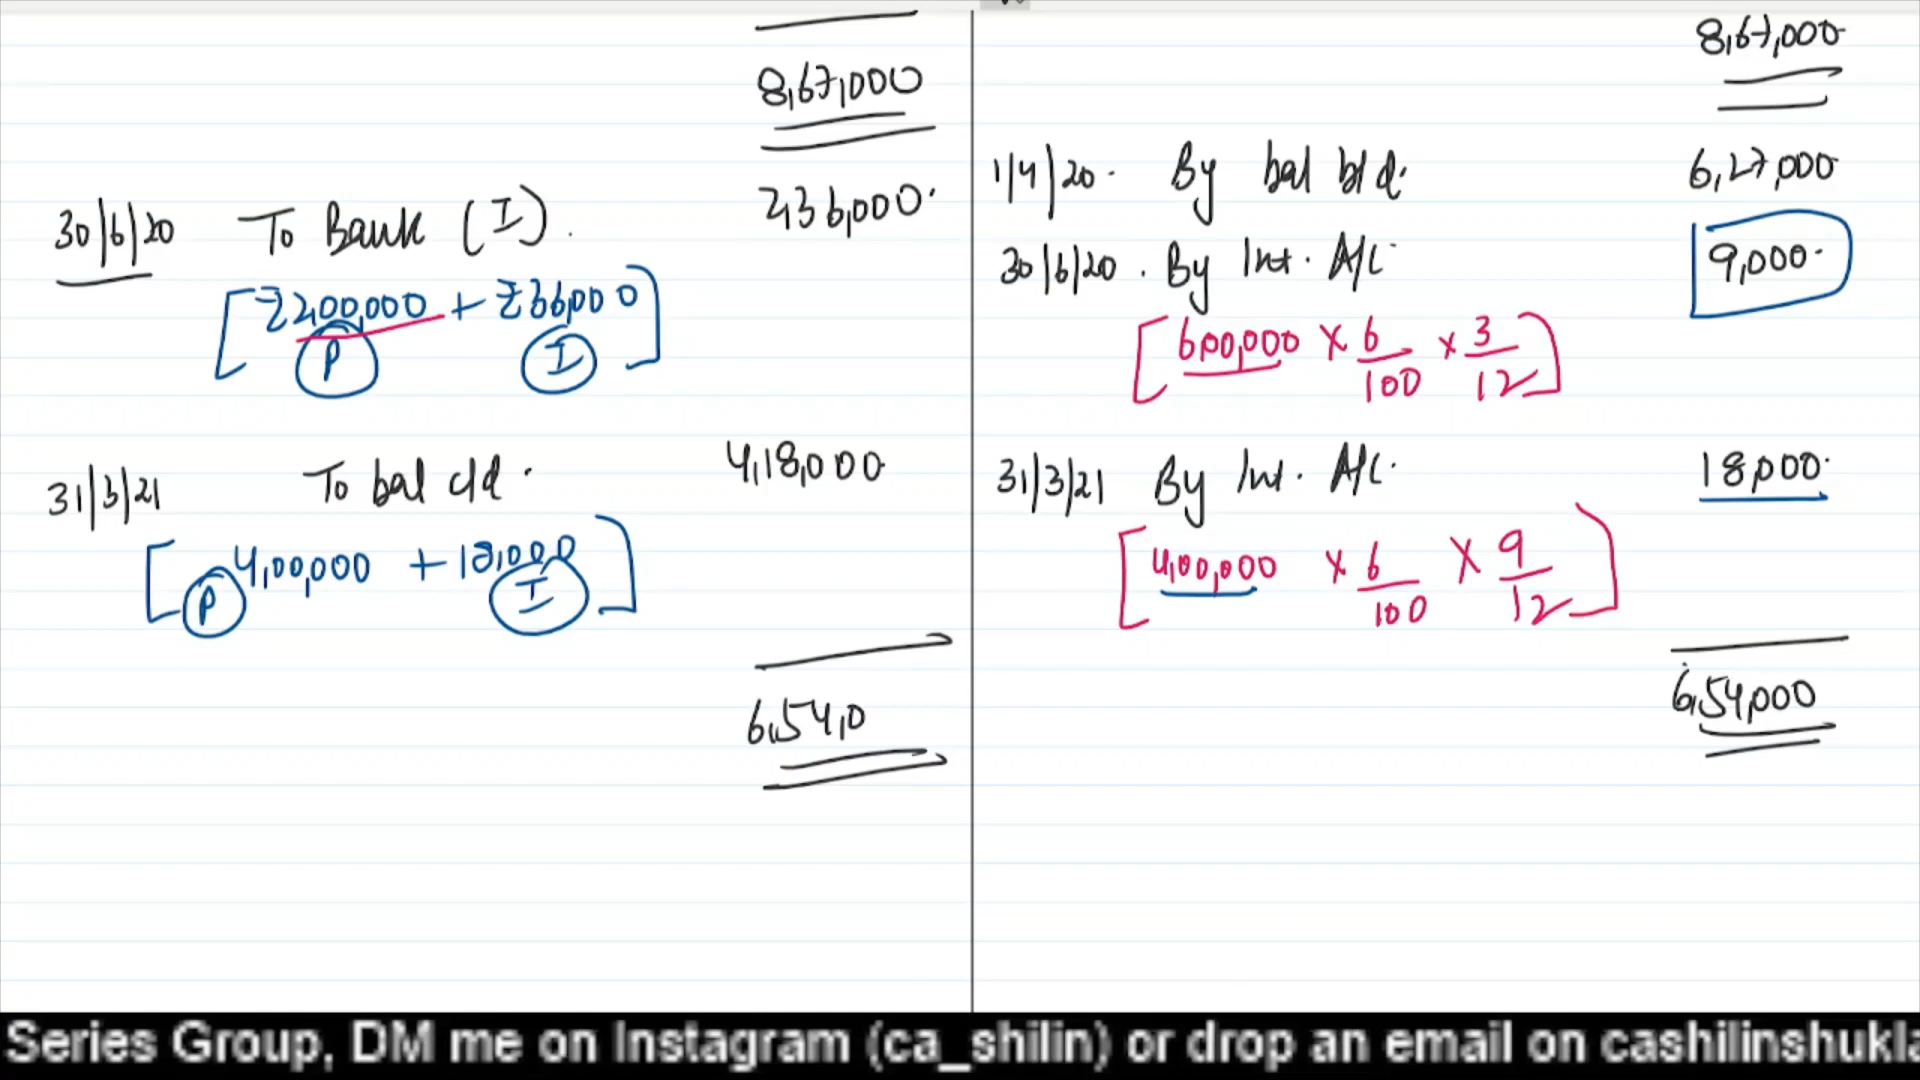 8,67,000
30/6/20 To Bank (I). 2,36,000.
[₹2,00,000 + ₹36,000]
P I
31/3/21 To bal c/d. 4,18,000
[4,00,000 + 18,000]
P I
6,54,0
8,67,000
1/4/20. By bal b/d. 6,27,000
30/6/20. By Int. A/c. 9,000.
[600,000 × 6/100 × 3/12]
31/3/21 By Int. A/c. 18,000.
[4,00,000 × 6/100 × 9/12]
6,54,000
Series Group, DM me on Instagram (ca_shilin) or drop an email on cashilinshukla